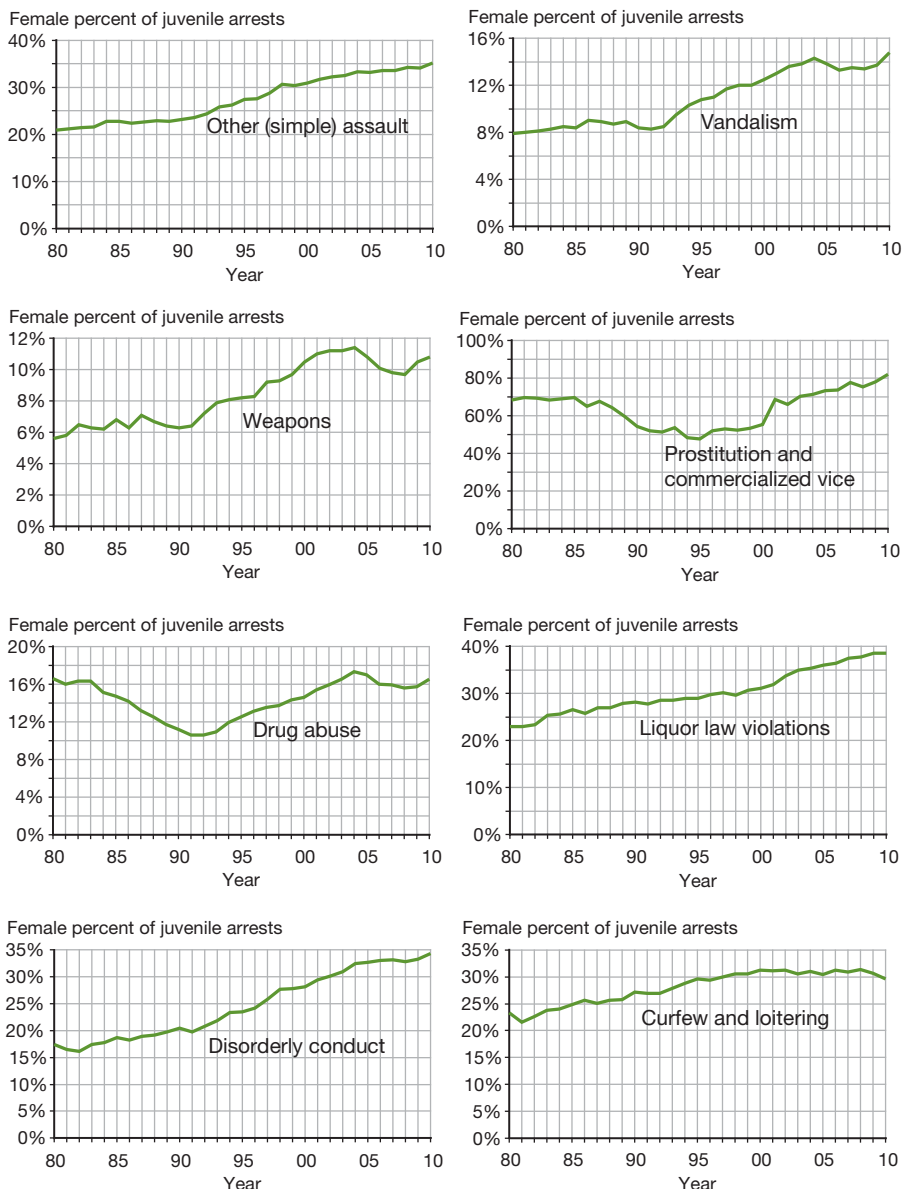 Female percent of juvenile arrests
40%
30%
20%
10%
0%
Other (simple) assault
80 85 90 95 00 05 10
Year
Female percent of juvenile arrests
16%
12%
8%
4%
0%
Vandalism
80 85 90 95 00 05 10
Year
Female percent of juvenile arrests
12%
10%
8%
6%
4%
2%
0%
Weapons
80 85 90 95 00 05 10
Year
Female percent of juvenile arrests
100%
80%
60%
40%
20%
0%
Prostitution and
commercialized vice
80 85 90 95 00 05 10
Year
Female percent of juvenile arrests
20%
16%
12%
8%
4%
0%
Drug abuse
80 85 90 95 00 05 10
Year
Female percent of juvenile arrests
40%
30%
20%
10%
0%
Liquor law violations
80 85 90 95 00 05 10
Year
Female percent of juvenile arrests
35%
30%
25%
20%
15%
10%
5%
0%
Disorderly conduct
80 85 90 95 00 05 10
Year
Female percent of juvenile arrests
35%
30%
25%
20%
15%
10%
5%
0%
Curfew and loitering
80 85 90 95 00 05 10
Year